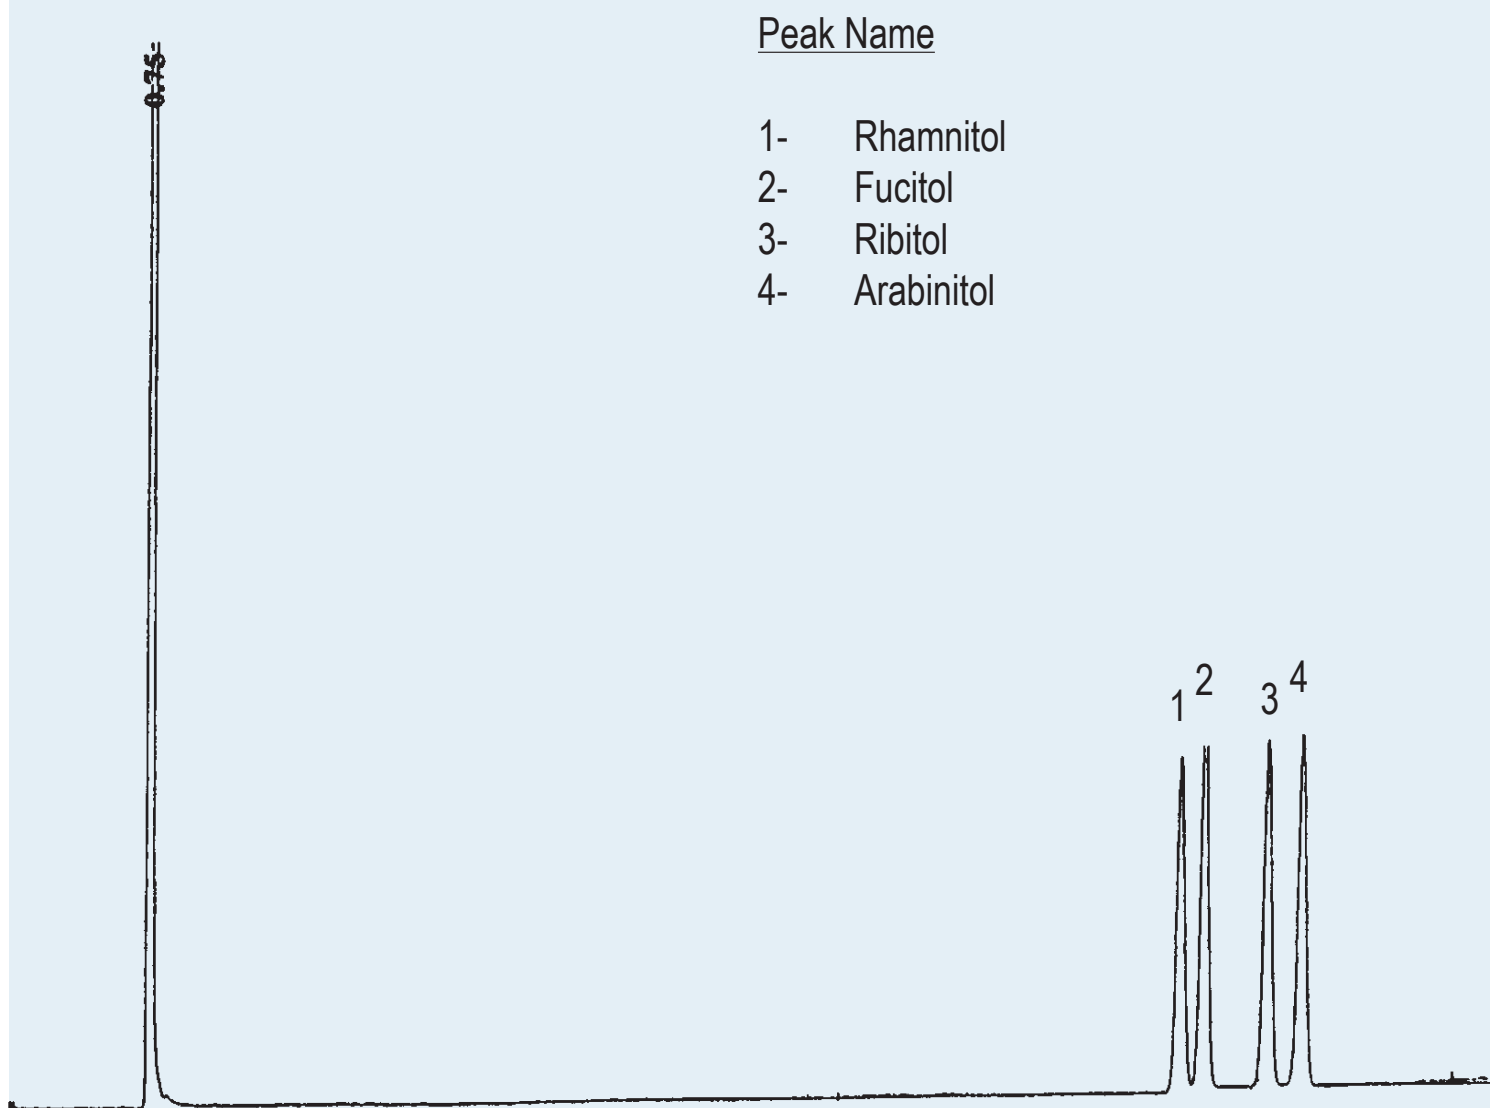 Peak Name
1- Rhamnitol
2- Fucitol
3- Ribitol
4- Arabinitol
0.75-
1 2 3 4